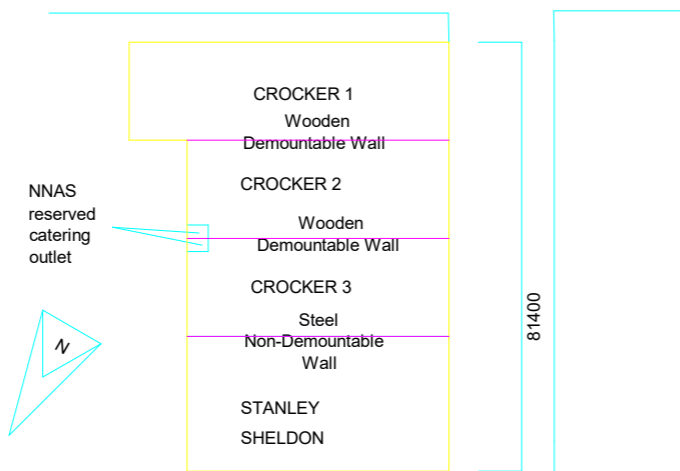 CROCKER 1
Wooden
Demountable Wall
CROCKER 2
NNAS
reserved
catering
outlet
Wooden
Demountable Wall
CROCKER 3
Steel
Non-Demountable
Wall
81400
N
STANLEY
SHELDON